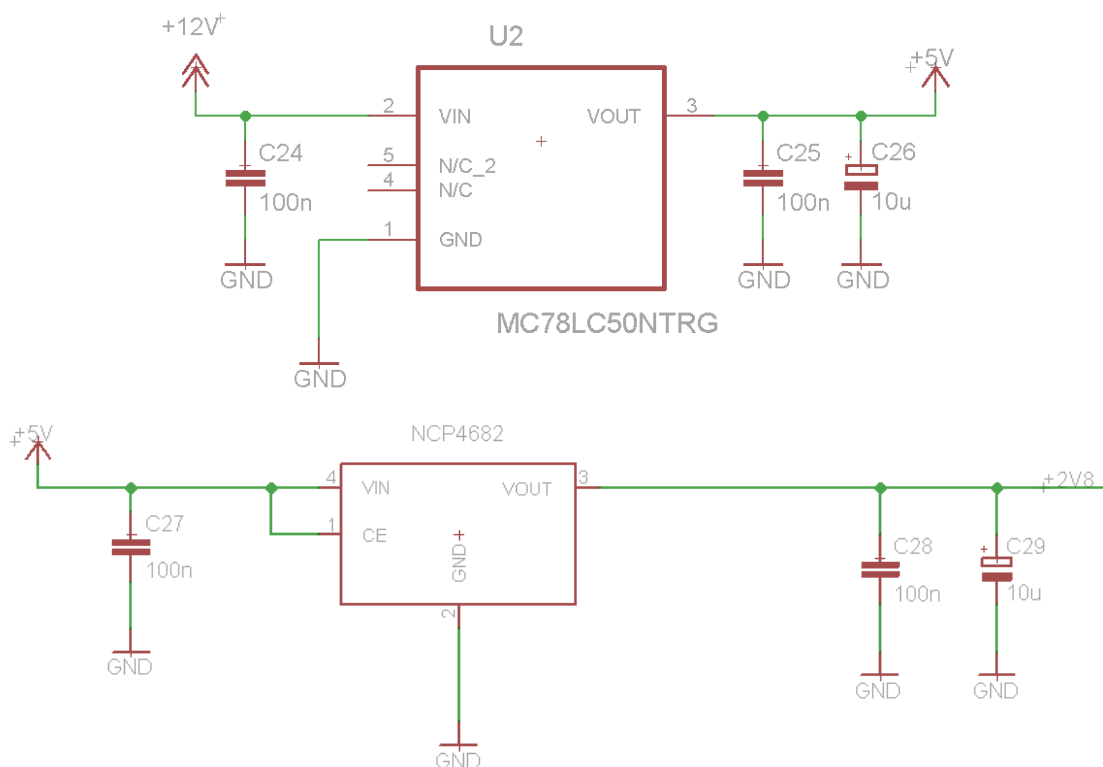 +12V
U2
+5V
2
VIN
VOUT
3
C24
100n
5
N/C_2
4
N/C
1
GND
C25
100n
C26
10u
GND
GND
GND
GND
MC78LC50NTRG
+5V
NCP4682
4
VIN
VOUT
3
+2V8
1
CE
GND
2
C27
100n
C28
100n
C29
10u
GND
GND
GND
GND